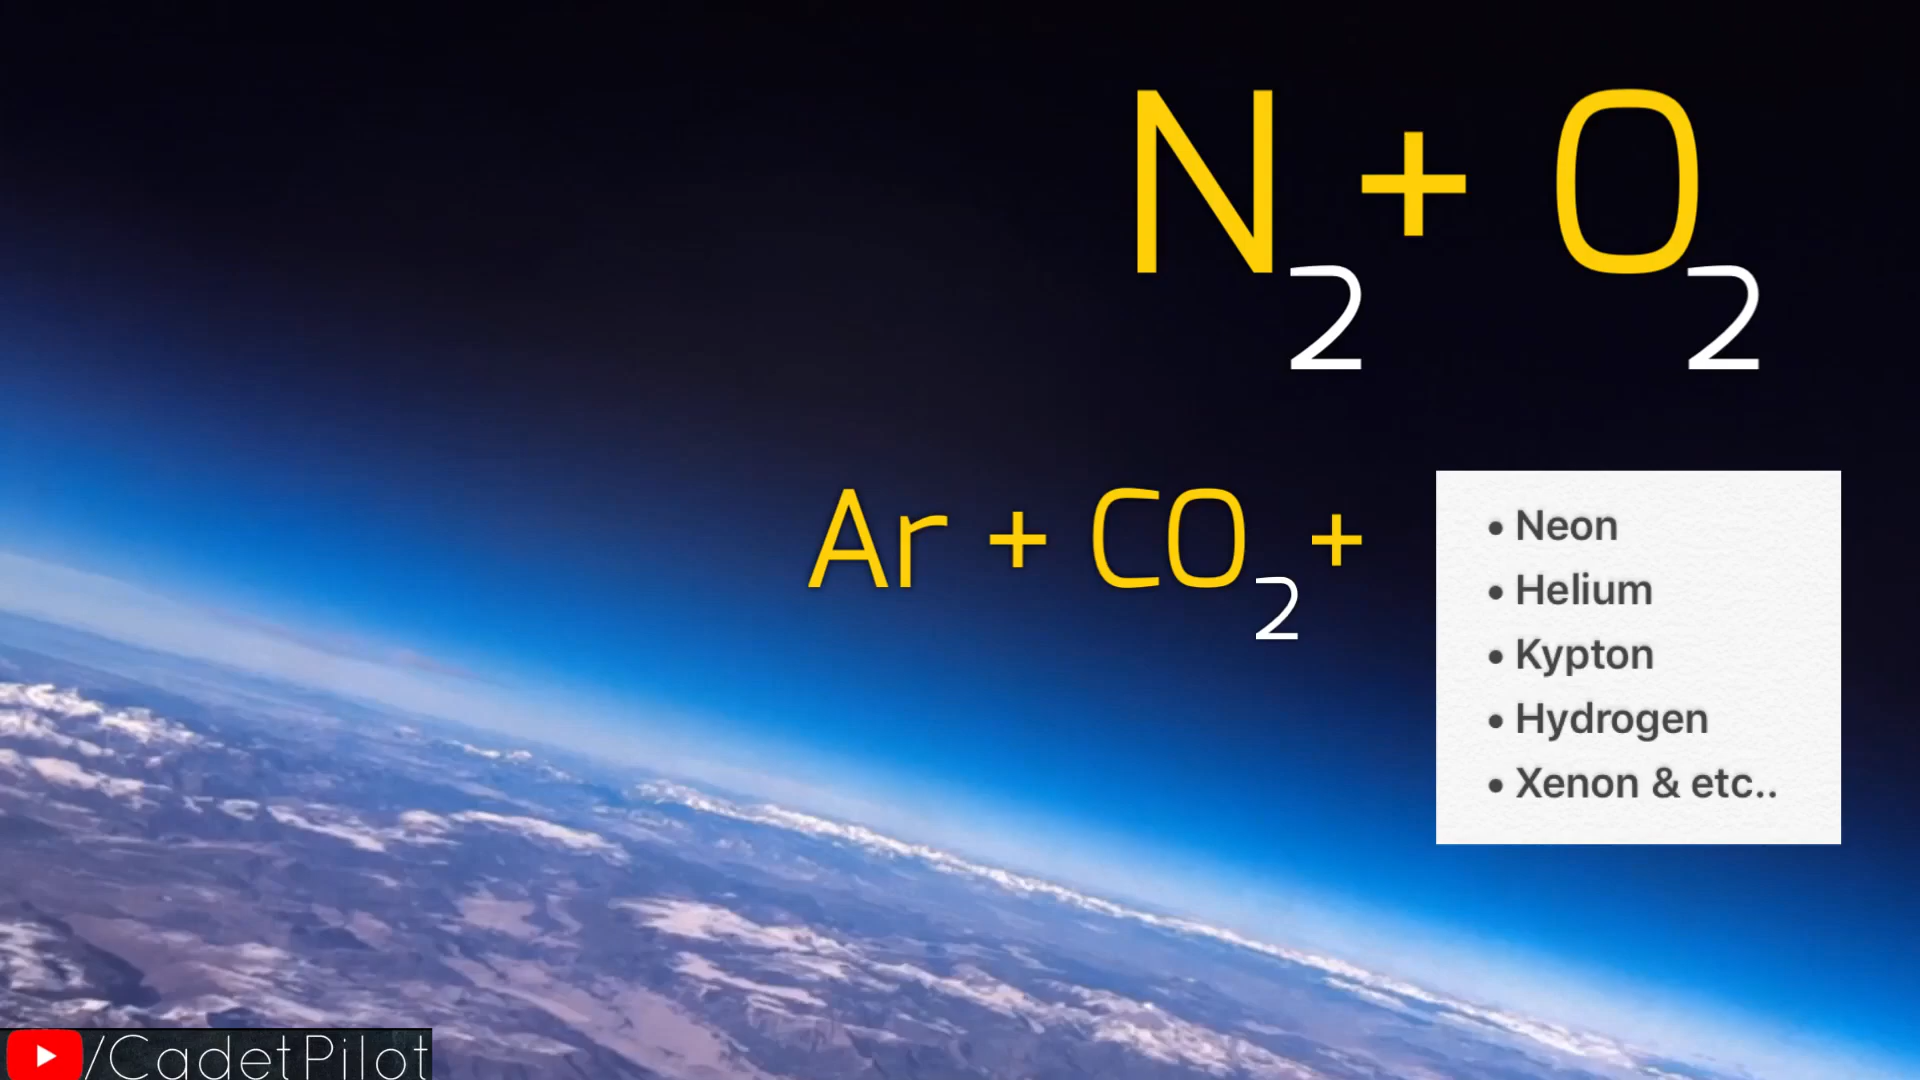 N₂ + O₂
Ar + CO₂ +
• Neon
• Helium
• Kypton
• Hydrogen
• Xenon & etc..
/CadetPilot